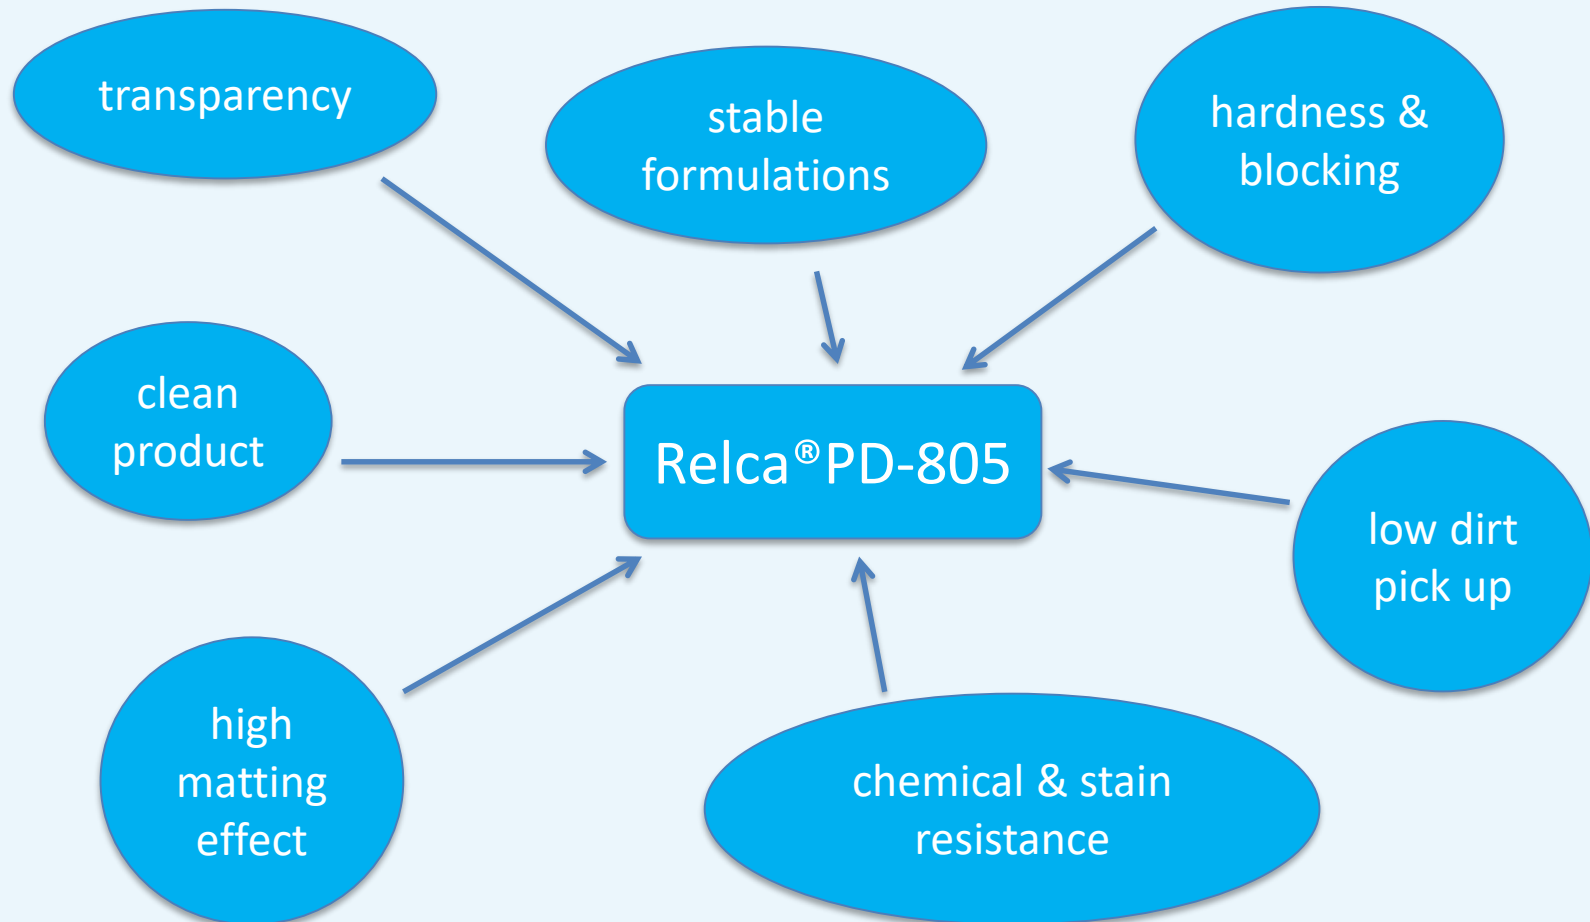 transparency
stable
formulations
hardness &
blocking
clean
product
Relca®PD-805
low dirt
pick up
high
matting
effect
chemical & stain
resistance